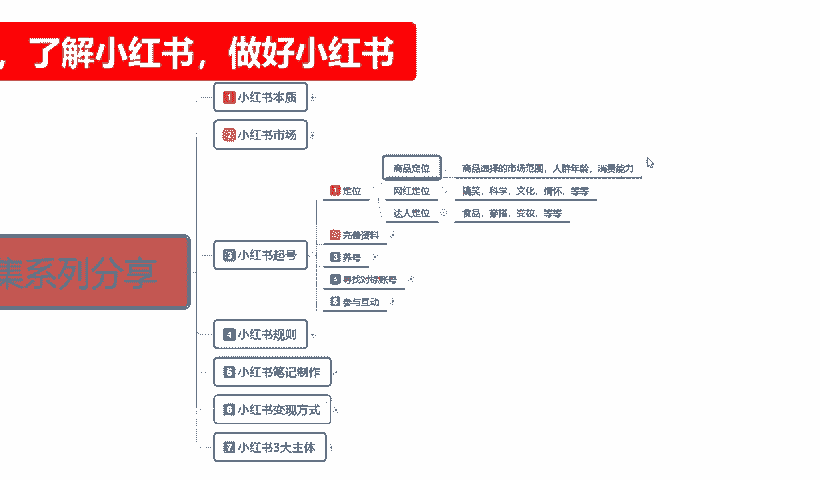 ，了解小红书，做好小红书
1 小红书本质
2 小红书市场
集系列分享
3 小红书起号
1 定位
商品定位
商品选择的市场范围，人群年龄，消费能力
网红定位
搞笑、科学、文化、情怀、等等
达人定位
食品、穿搭、变妆、等等
2 完善资料
3 养号
4 寻找对标账号
5 参与互动
4 小红书规则
5 小红书笔记制作
6 小红书变现方式
7 小红书3大主体